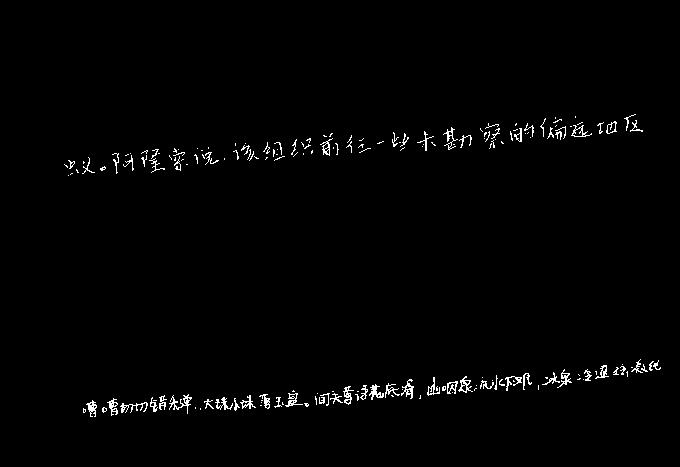 蚁。阿隆索说,该组织前往一些卡勘察的偏远地区
嘈嘈切切错杂弹,大珠小珠落玉盘。间关莺语花底滑,幽咽泉流冰下难,冰泉冷涩弦凝绝